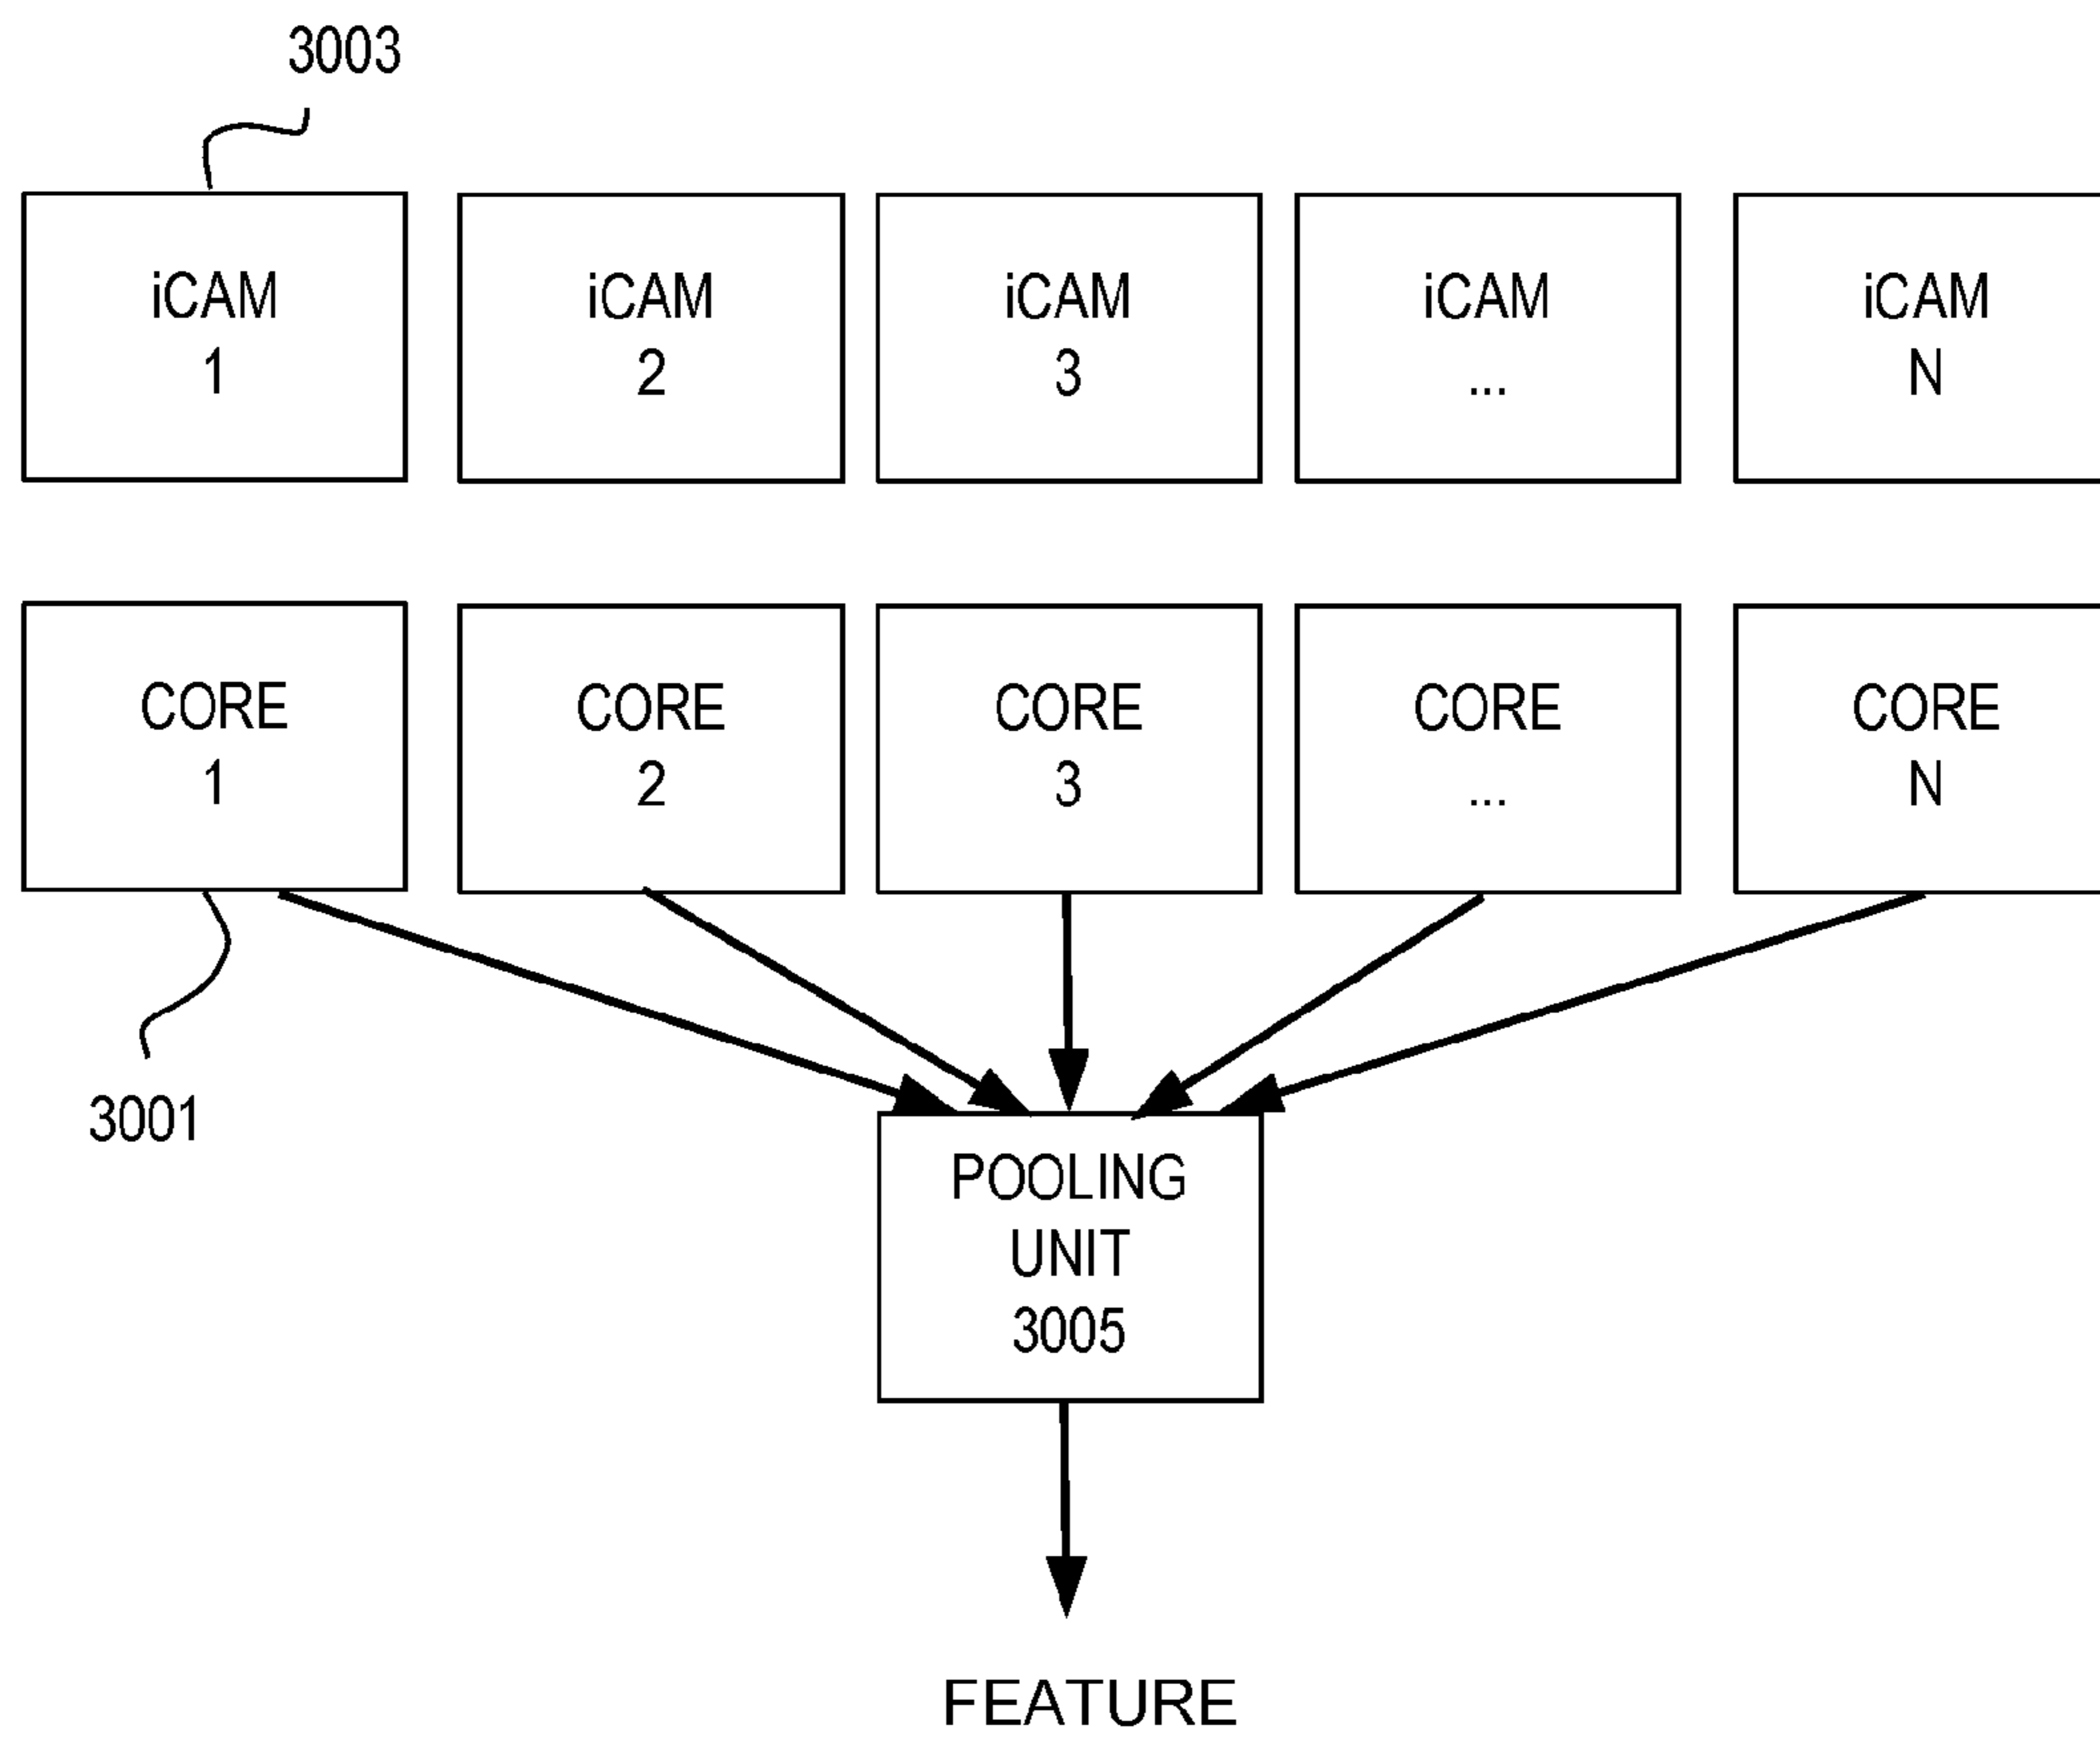 3003
iCAM
1
iCAM
2
iCAM
3
iCAM
...
iCAM
N
CORE
1
CORE
2
CORE
3
CORE
...
CORE
N
3001
POOLING
UNIT
3005
FEATURE